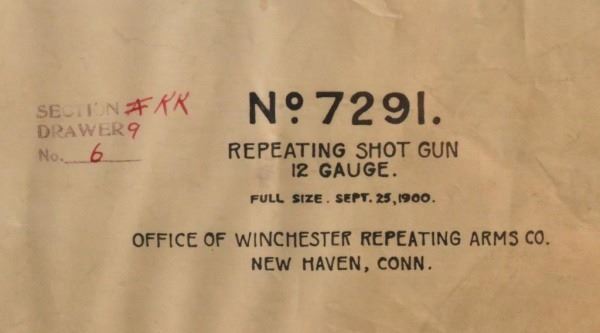 SECTION KK
DRAWER 9
No. 6
Nº 7291.
REPEATING SHOT GUN
12 GAUGE.
FULL SIZE. SEPT. 25, 1900.
OFFICE OF WINCHESTER REPEATING ARMS CO.
NEW HAVEN, CONN.